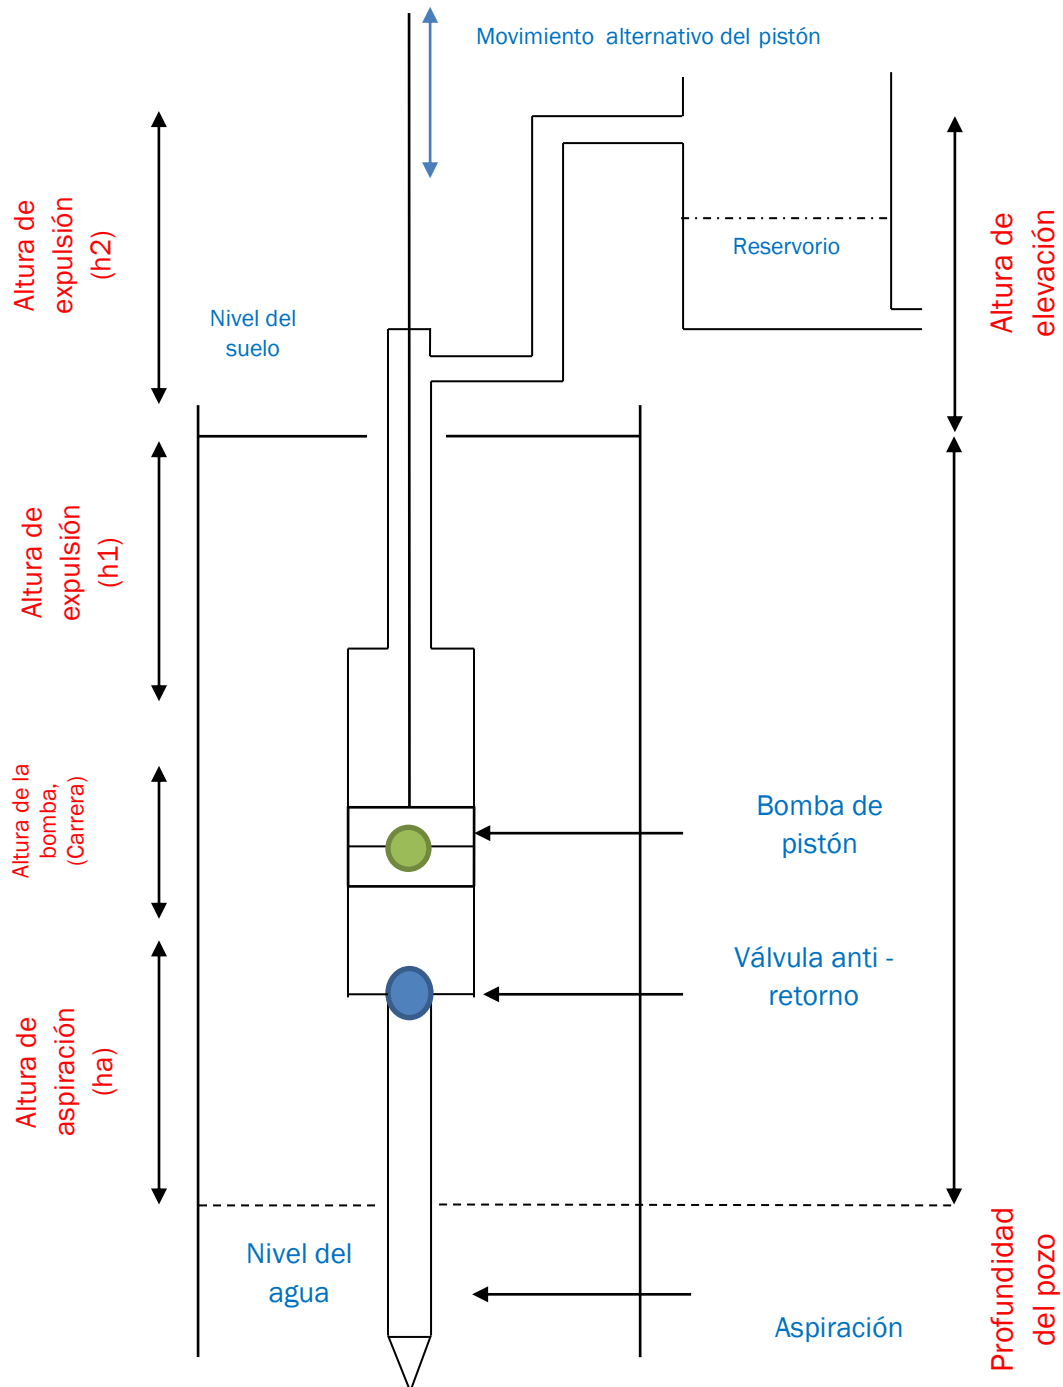 Movimiento alternativo del pistón
Altura de
expulsión
(h2)
Altura de
elevación
Reservorio
Nivel del
suelo
Altura de
expulsión
(h1)
Altura de la
bomba,
(Carrera)
Bomba de
pistón
Válvula anti -
retorno
Altura de
aspiración
(ha)
Nivel del
agua
Aspiración
Profundidad
del pozo